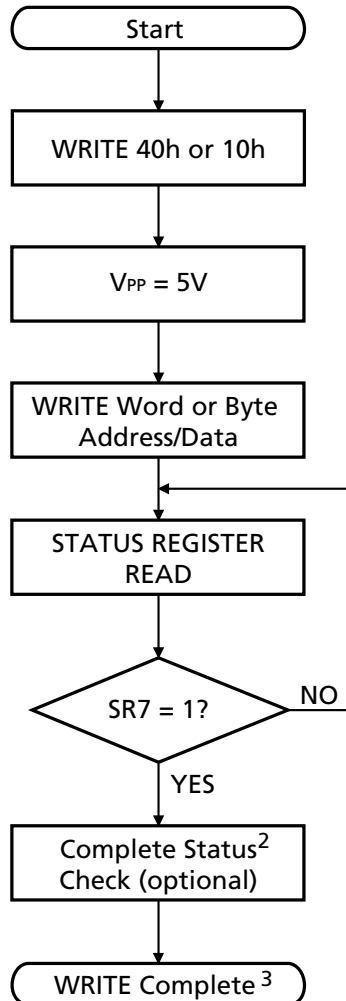 Start
WRITE 40h or 10h
VPP = 5V
WRITE Word or Byte
Address/Data
STATUS REGISTER
READ
SR7 = 1?
NO
YES
Complete Status2
Check (optional)
WRITE Complete 3